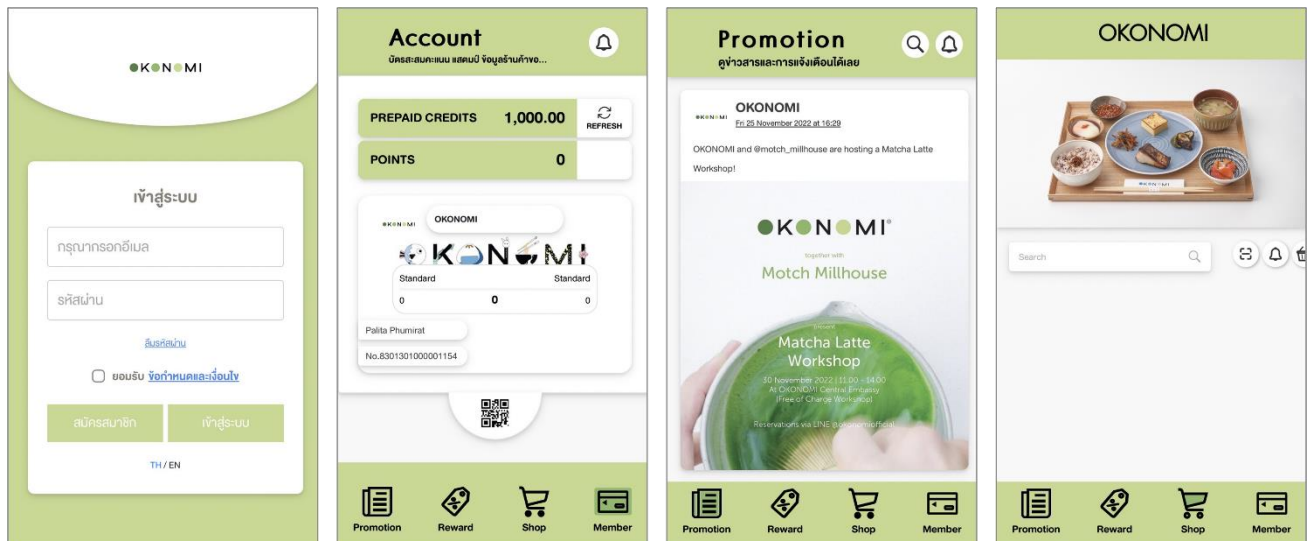 OKONOMI
เข้าสู่ระบบ
กรุณากรอกอีเมล
รหัสผ่าน
ลืมรหัสผ่าน
ยอมรับ ข้อกำหนดและเงื่อนไข
สมัครสมาชิก เข้าสู่ระบบ
TH / EN
Account
บัตรสะสมคะแนน แสตมป์ ข้อมูลร้านค้าขอ...
PREPAID CREDITS 1,000.00 REFRESH
POINTS 0
OKONOMI OKONOMI
OKONOMI
Standard Standard
0 0 0
Palita Phumirat
No.8301301000001154
Promotion Reward Shop Member
Promotion
ดูข่าวสารและการแจ้งเตือนได้เลย
OKONOMI OKONOMI
Fri 25 November 2022 at 16:29
OKONOMI and @motch_millhouse are hosting a Matcha Latte
Workshop!
OKONOMI®
together with
Motch Millhouse
present
Matcha Latte
Workshop
30 November 2022 | 11.00 - 14.00
At OKONOMI Central Embassy
(Free of Charge Workshop)
Reservations via LINE @okonomiofficial
Promotion Reward Shop Member
OKONOMI
OKONOMI
Search
Promotion Reward Shop Member